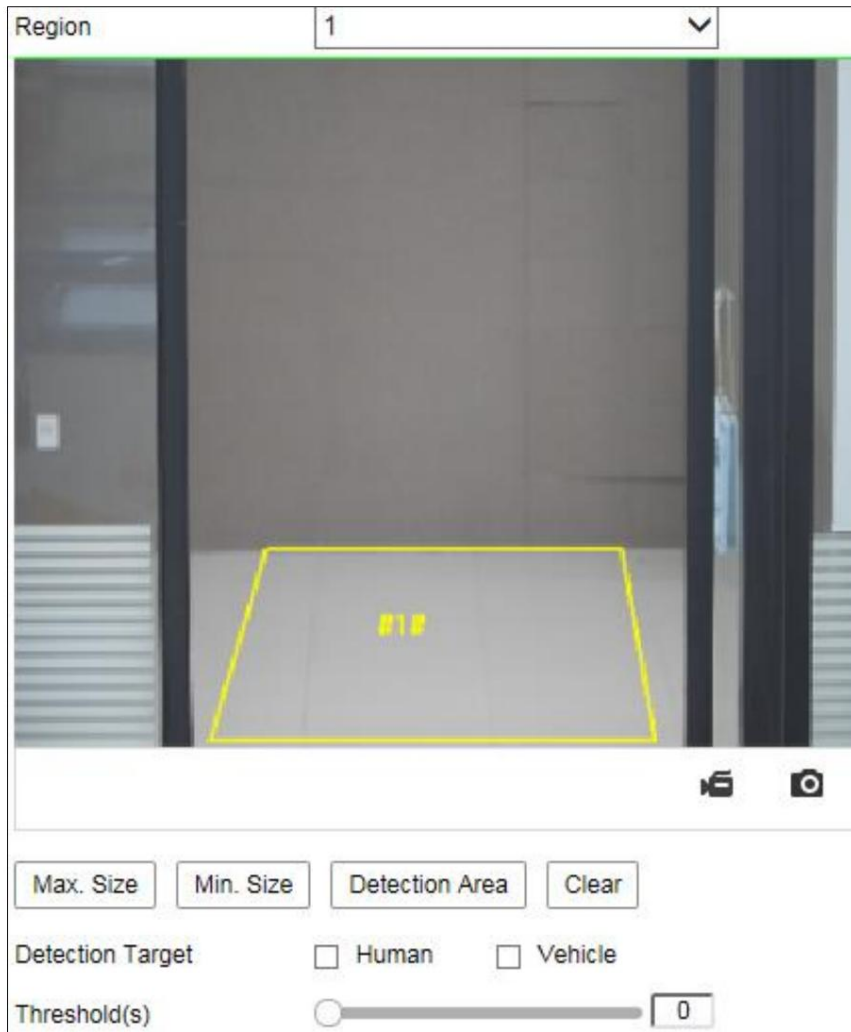 Region 1
#1#
Max. Size Min. Size Detection Area Clear
Detection Target Human Vehicle
Threshold(s) 0